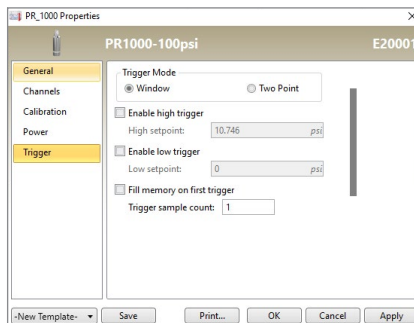 PR_1000 Properties
PR1000-100psi E20001
General
Channels
Calibration
Power
Trigger
Trigger Mode
Window Two Point
Enable high trigger
High setpoint: 10.746 psi
Enable low trigger
Low setpoint: 0 psi
Fill memory on first trigger
Trigger sample count: 1
-New Template- Save Print... OK Cancel Apply